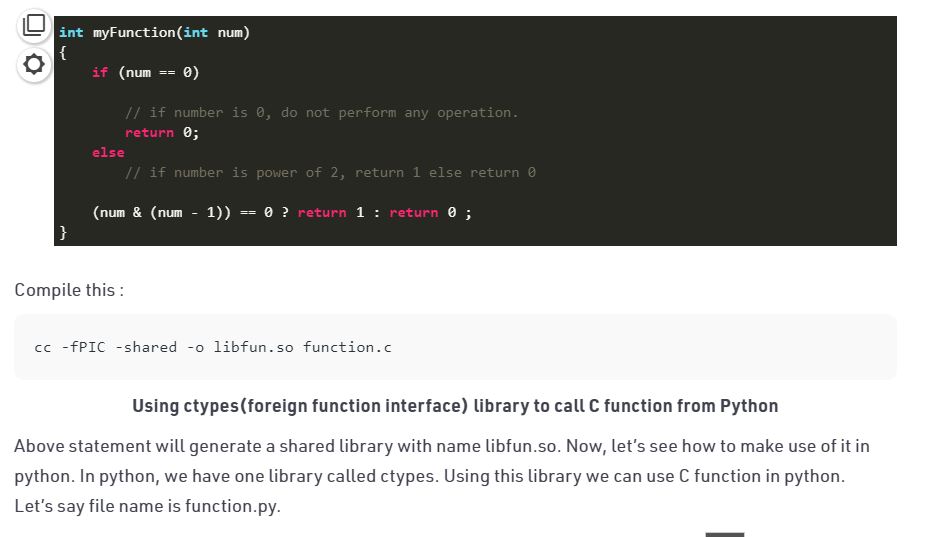 int myFunction(int num)
{
    if (num == 0)
        // if number is 0, do not perform any operation.
        return 0;
    else
        // if number is power of 2, return 1 else return 0
    (num & (num - 1)) == 0 ? return 1 : return 0 ;
}
Compile this :
cc -fPIC -shared -o libfun.so function.c
Using ctypes(foreign function interface) library to call C function from Python
Above statement will generate a shared library with name libfun.so. Now, let’s see how to make use of it in
python. In python, we have one library called ctypes. Using this library we can use C function in python.
Let’s say file name is function.py.